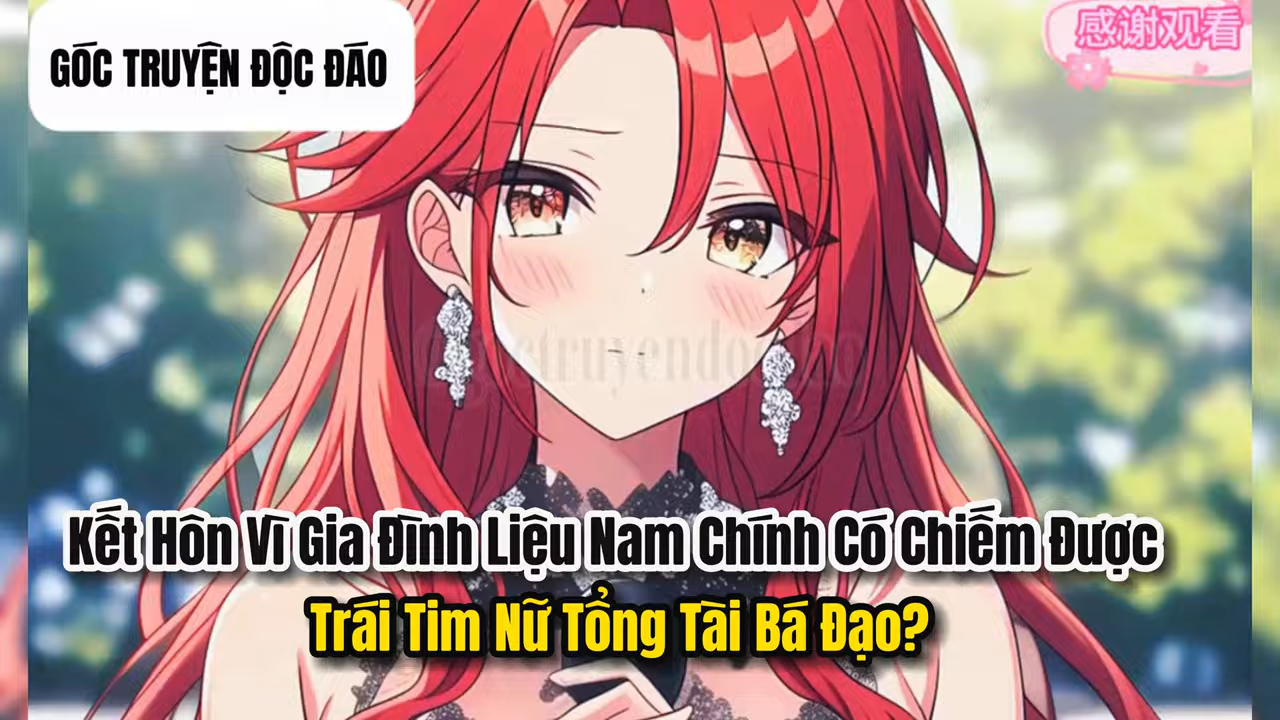 GÓC TRUYỆN ĐỘC ĐÁO
感谢观看
@goctruyendocdao
Kết Hôn Vì Gia Đình Liệu Nam Chính Có Chiếm Được
Trái Tim Nữ Tổng Tài Bá Đạo?